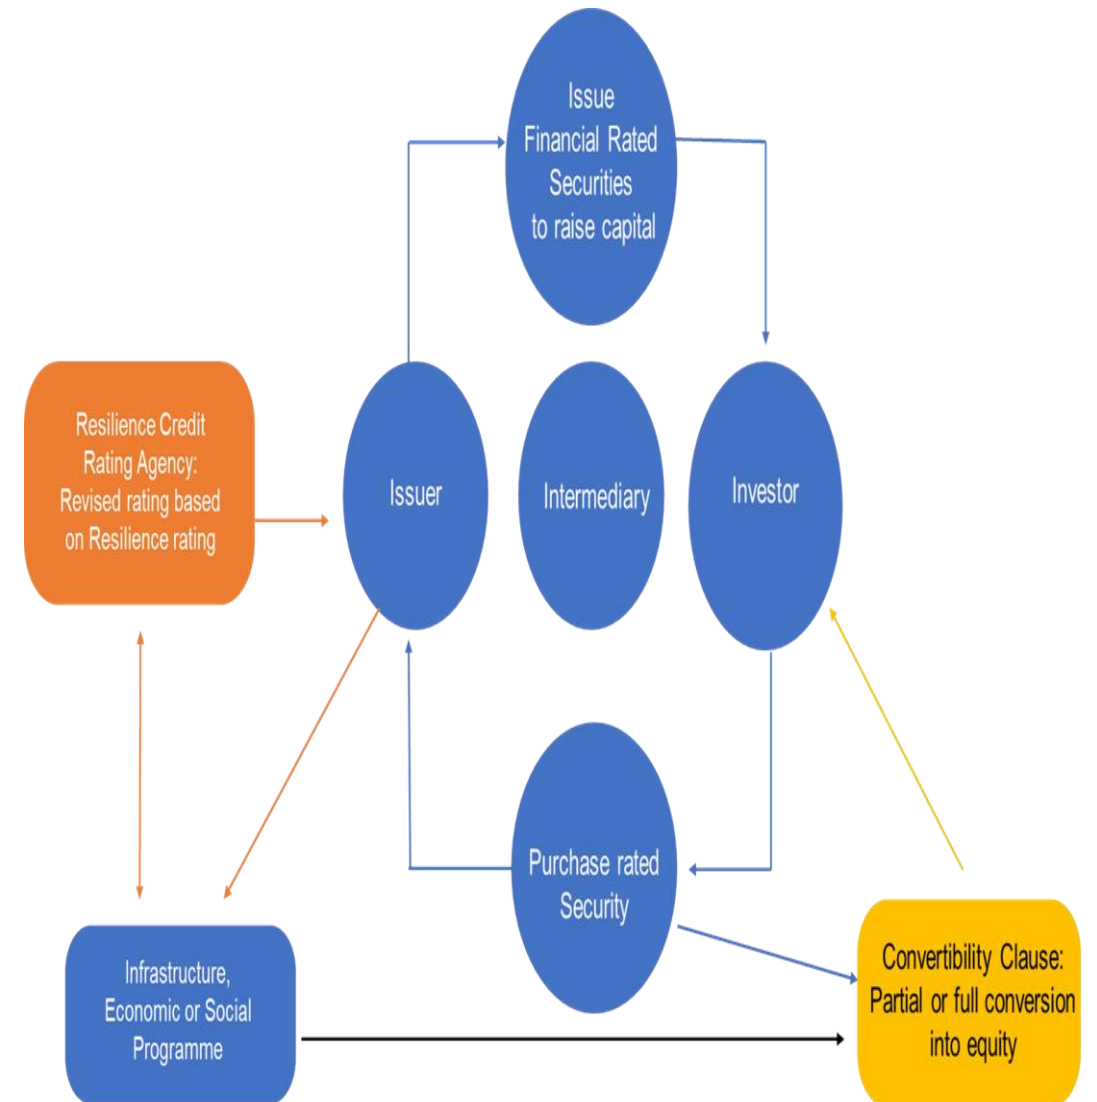 Issue
Financial Rated
Securities
to raise capital
Resilience Credit
Rating Agency:
Revised rating based
on Resilience rating
Issuer
Intermediary
Investor
Purchase rated
Security
Infrastructure,
Economic or Social
Programme
Convertibility Clause:
Partial or full conversion
into equity